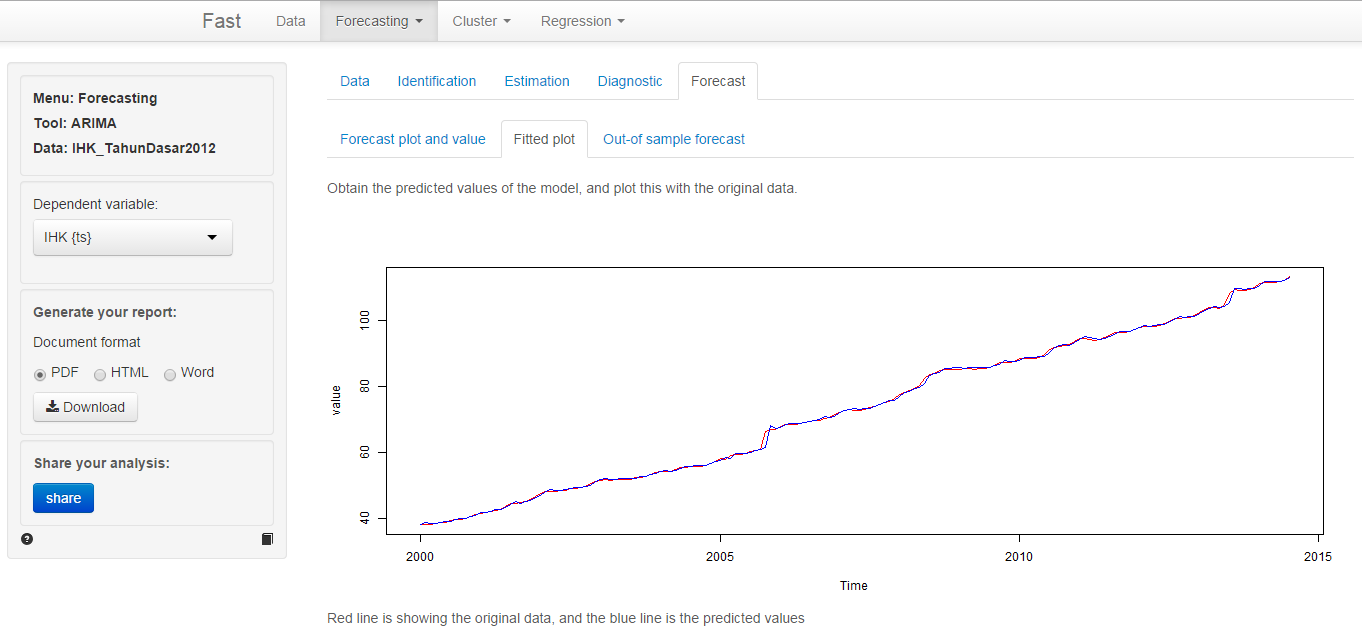 Fast Data Forecasting Cluster Regression
Menu: Forecasting
Tool: ARIMA
Data: IHK_TahunDasar2012
Dependent variable:
IHK {ts}
Generate your report:
Document format
PDF HTML Word
Download
Share your analysis:
share
?
Data Identification Estimation Diagnostic Forecast
Forecast plot and value Fitted plot Out-of sample forecast
Obtain the predicted values of the model, and plot this with the original data.
value
100
80
60
40
2000 2005 2010 2015
Time
Red line is showing the original data, and the blue line is the predicted values